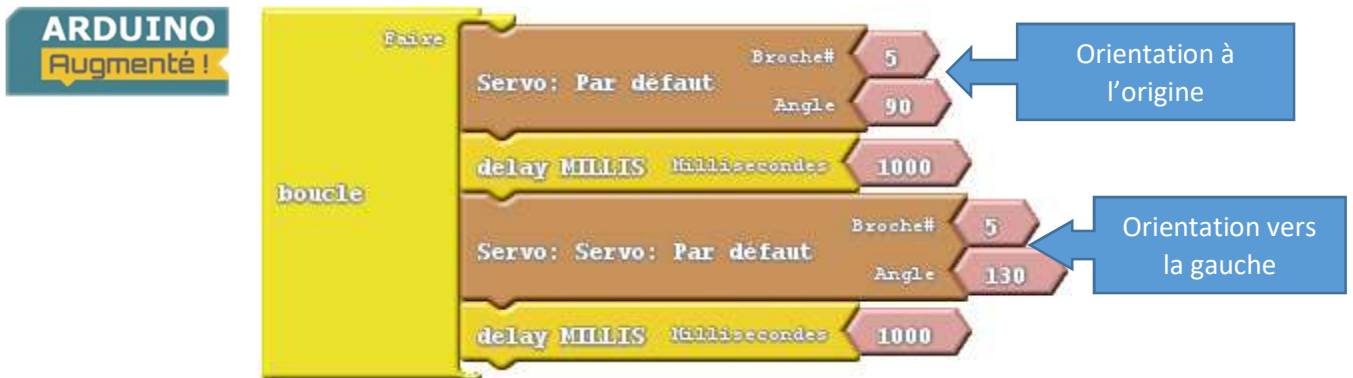 ARDUINO
Augmenté !
Faire
Broche# 5
Servo: Par défaut
Angle 90
Orientation à
l'origine
delay MILLIS Millisecondes 1000
boucle
Broche# 5
Servo: Servo: Par défaut
Angle 130
Orientation vers
la gauche
delay MILLIS Millisecondes 1000